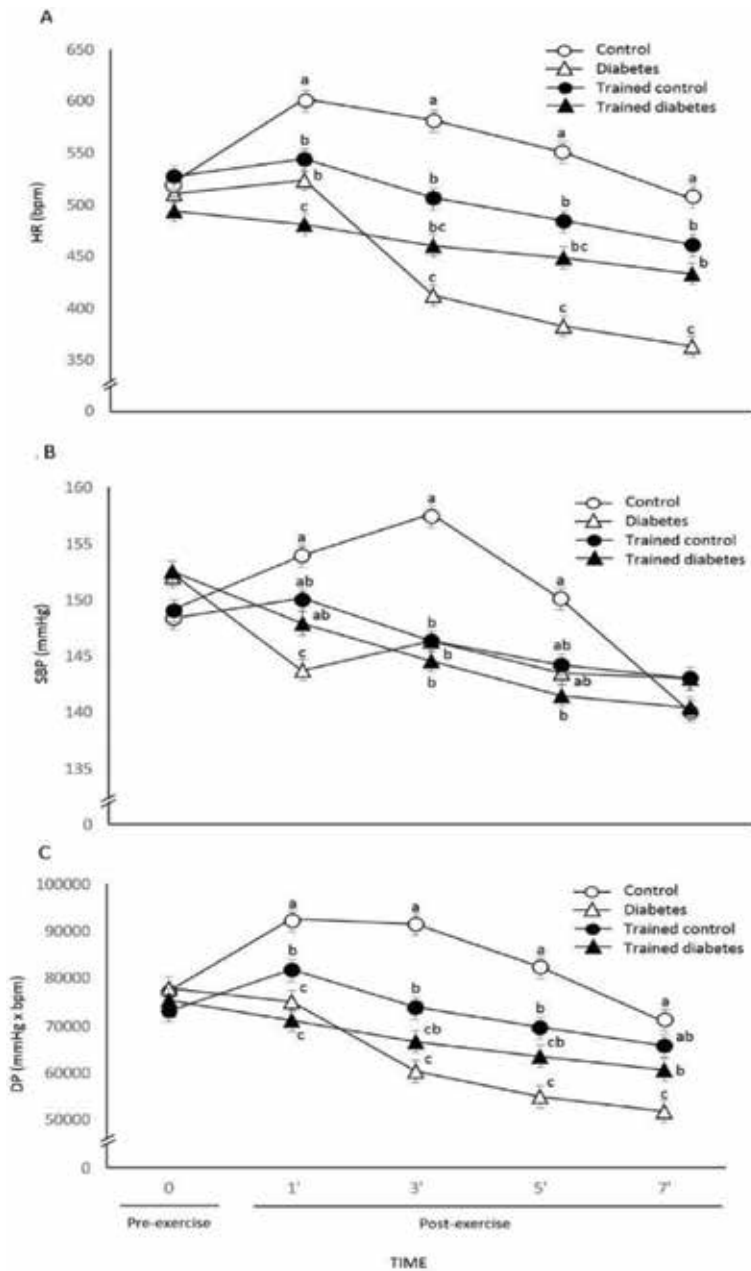 A
650
600
550
500
450
400
350
0
HR (bpm)
Control
Diabetes
Trained control
Trained diabetes
a
a
a
a
b
b
b
b
b
c
bc
bc
b
c
c
c
. B
160
155
150
145
140
135
0
SBP (mmHg)
Control
Diabetes
Trained control
Trained diabetes
a
a
a
ab
ab
c
b
b
b
ab
ab
b
C
100000
90000
80000
70000
60000
50000
0
DP (mmHg x bpm)
Control
Diabetes
Trained control
Trained diabetes
a
a
a
a
b
b
b
ab
c
c
cb
cb
b
c
c
c
0 1' 3' 5' 7'
Pre-exercise Post-exercise
TIME